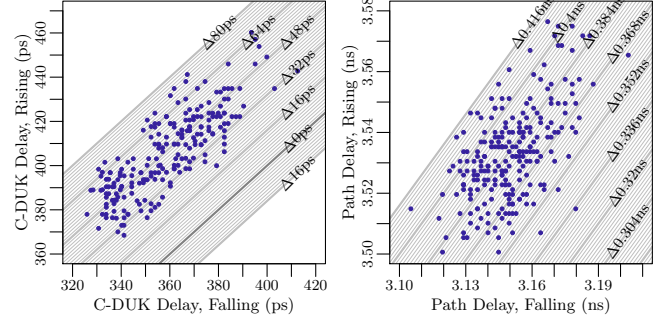 360 380 400 420 440 460
C-DUK Delay, Rising (ps)
Δ80ps
Δ64ps
Δ48ps
Δ32ps
Δ16ps
Δ0ps
Δ16ps
320 340 360 380 400 420
C-DUK Delay, Falling (ps)
3.50 3.52 3.54 3.56 3.58
Path Delay, Rising (ns)
Δ0.416ns
Δ0.4ns
Δ0.384ns
Δ0.368ns
Δ0.352ns
Δ0.336ns
Δ0.32ns
Δ0.304ns
3.10 3.13 3.16 3.19
Path Delay, Falling (ns)